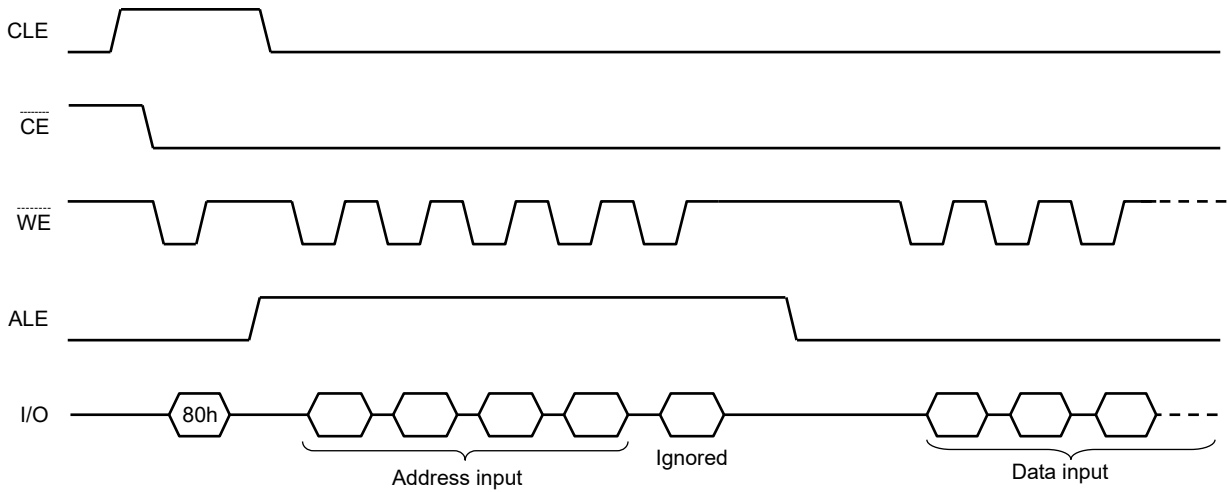 CLE
CE
WE
ALE
I/O
80h
Address input
Ignored
Data input